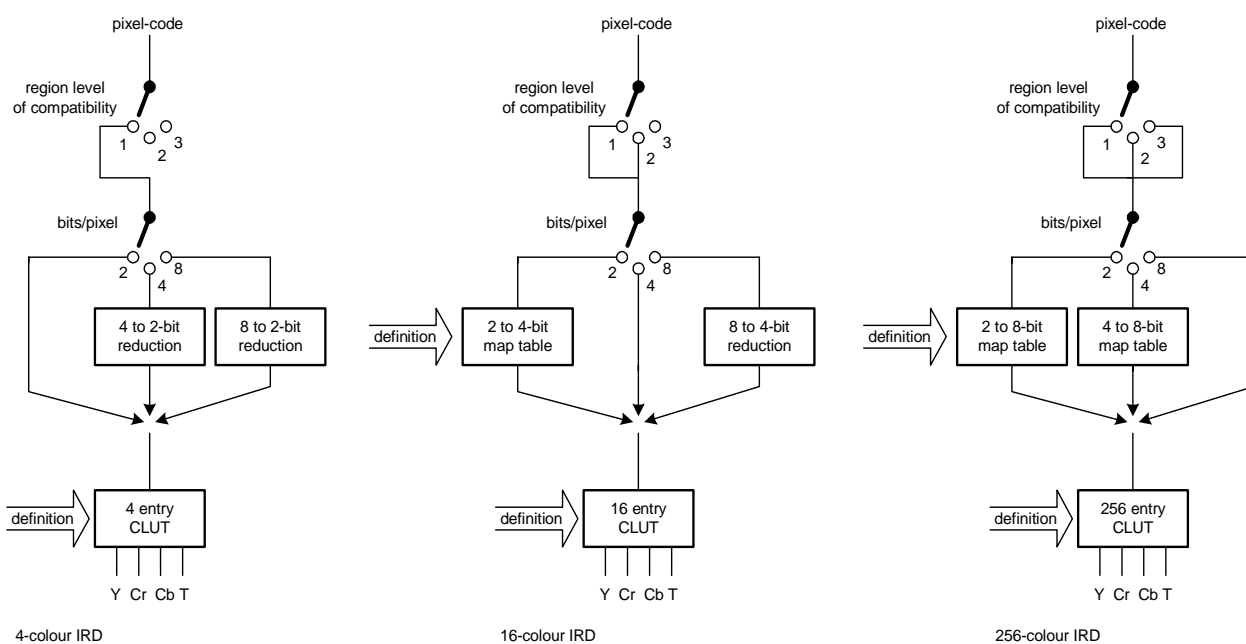 pixel-code
region level
of compatibility
1
2
3
bits/pixel
2
4
8
4 to 2-bit
reduction
8 to 2-bit
reduction
definition
4 entry
CLUT
Y Cr Cb T
4-colour IRD
pixel-code
region level
of compatibility
1
2
3
bits/pixel
2
4
8
definition
2 to 4-bit
map table
8 to 4-bit
reduction
definition
16 entry
CLUT
Y Cr Cb T
16-colour IRD
pixel-code
region level
of compatibility
1
2
3
bits/pixel
2
4
8
definition
2 to 8-bit
map table
4 to 8-bit
map table
definition
256 entry
CLUT
Y Cr Cb T
256-colour IRD